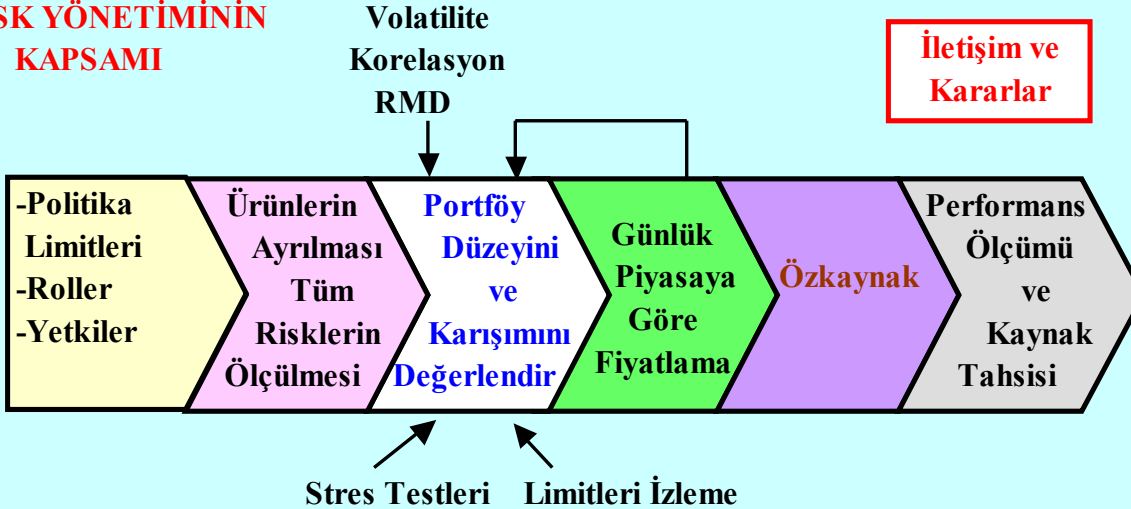 SK YÖNETİMİNİN
KAPSAMI
Volatilite
Korelasyon
RMD
İletişim ve
Kararlar
-Politika
Limitleri
-Roller
-Yetkiler
Ürünlerin
Ayrılması
Tüm
Risklerin
Ölçülmesi
Portföy
Düzeyini
ve
Karışımını
Değerlendir
Günlük
Piyasaya
Göre
Fiyatlama
Özkaynak
Performans
Ölçümü
ve
Kaynak
Tahsisi
Stres Testleri
Limitleri İzleme